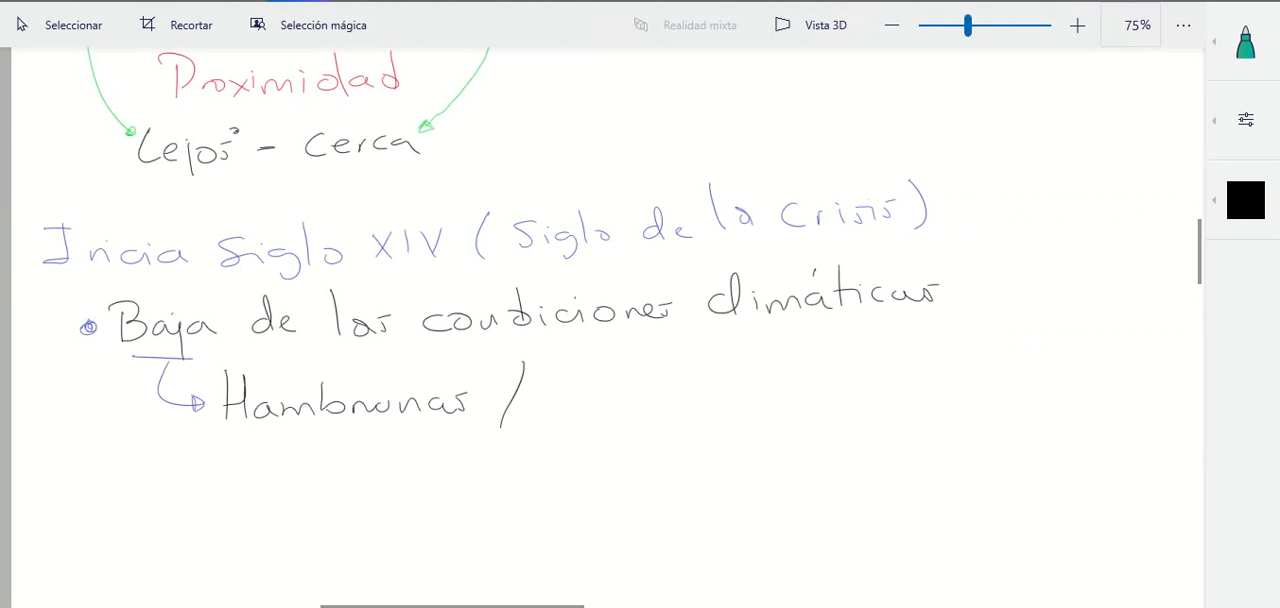 Seleccionar Recortar Selección mágica Realidad mixta Vista 3D 75%
Proximidad
Lejos - Cerca
Inicia Siglo XIV (Siglo de la Crisis)
Baja de las condiciones climáticas
Hambrunas /